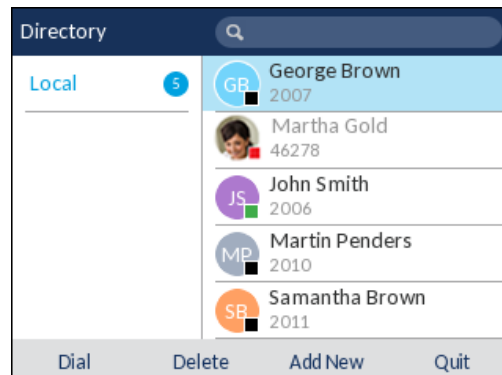 Directory
Local 5
GB George Brown
2007
Martha Gold
46278
JS John Smith
2006
MP Martin Penders
2010
SB Samantha Brown
2011
Dial Delete Add New Quit